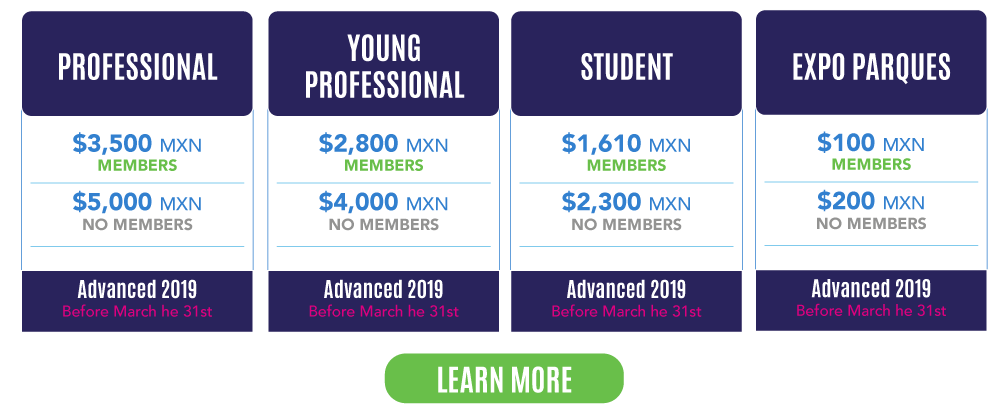 PROFESSIONAL
$3,500 MXN
MEMBERS
$5,000 MXN
NO MEMBERS
Advanced 2019
Before March he 31st
YOUNG
PROFESSIONAL
$2,800 MXN
MEMBERS
$4,000 MXN
NO MEMBERS
Advanced 2019
Before March he 31st
STUDENT
$1,610 MXN
MEMBERS
$2,300 MXN
NO MEMBERS
Advanced 2019
Before March he 31st
EXPO PARQUES
$100 MXN
MEMBERS
$200 MXN
NO MEMBERS
Advanced 2019
Before March he 31st
LEARN MORE